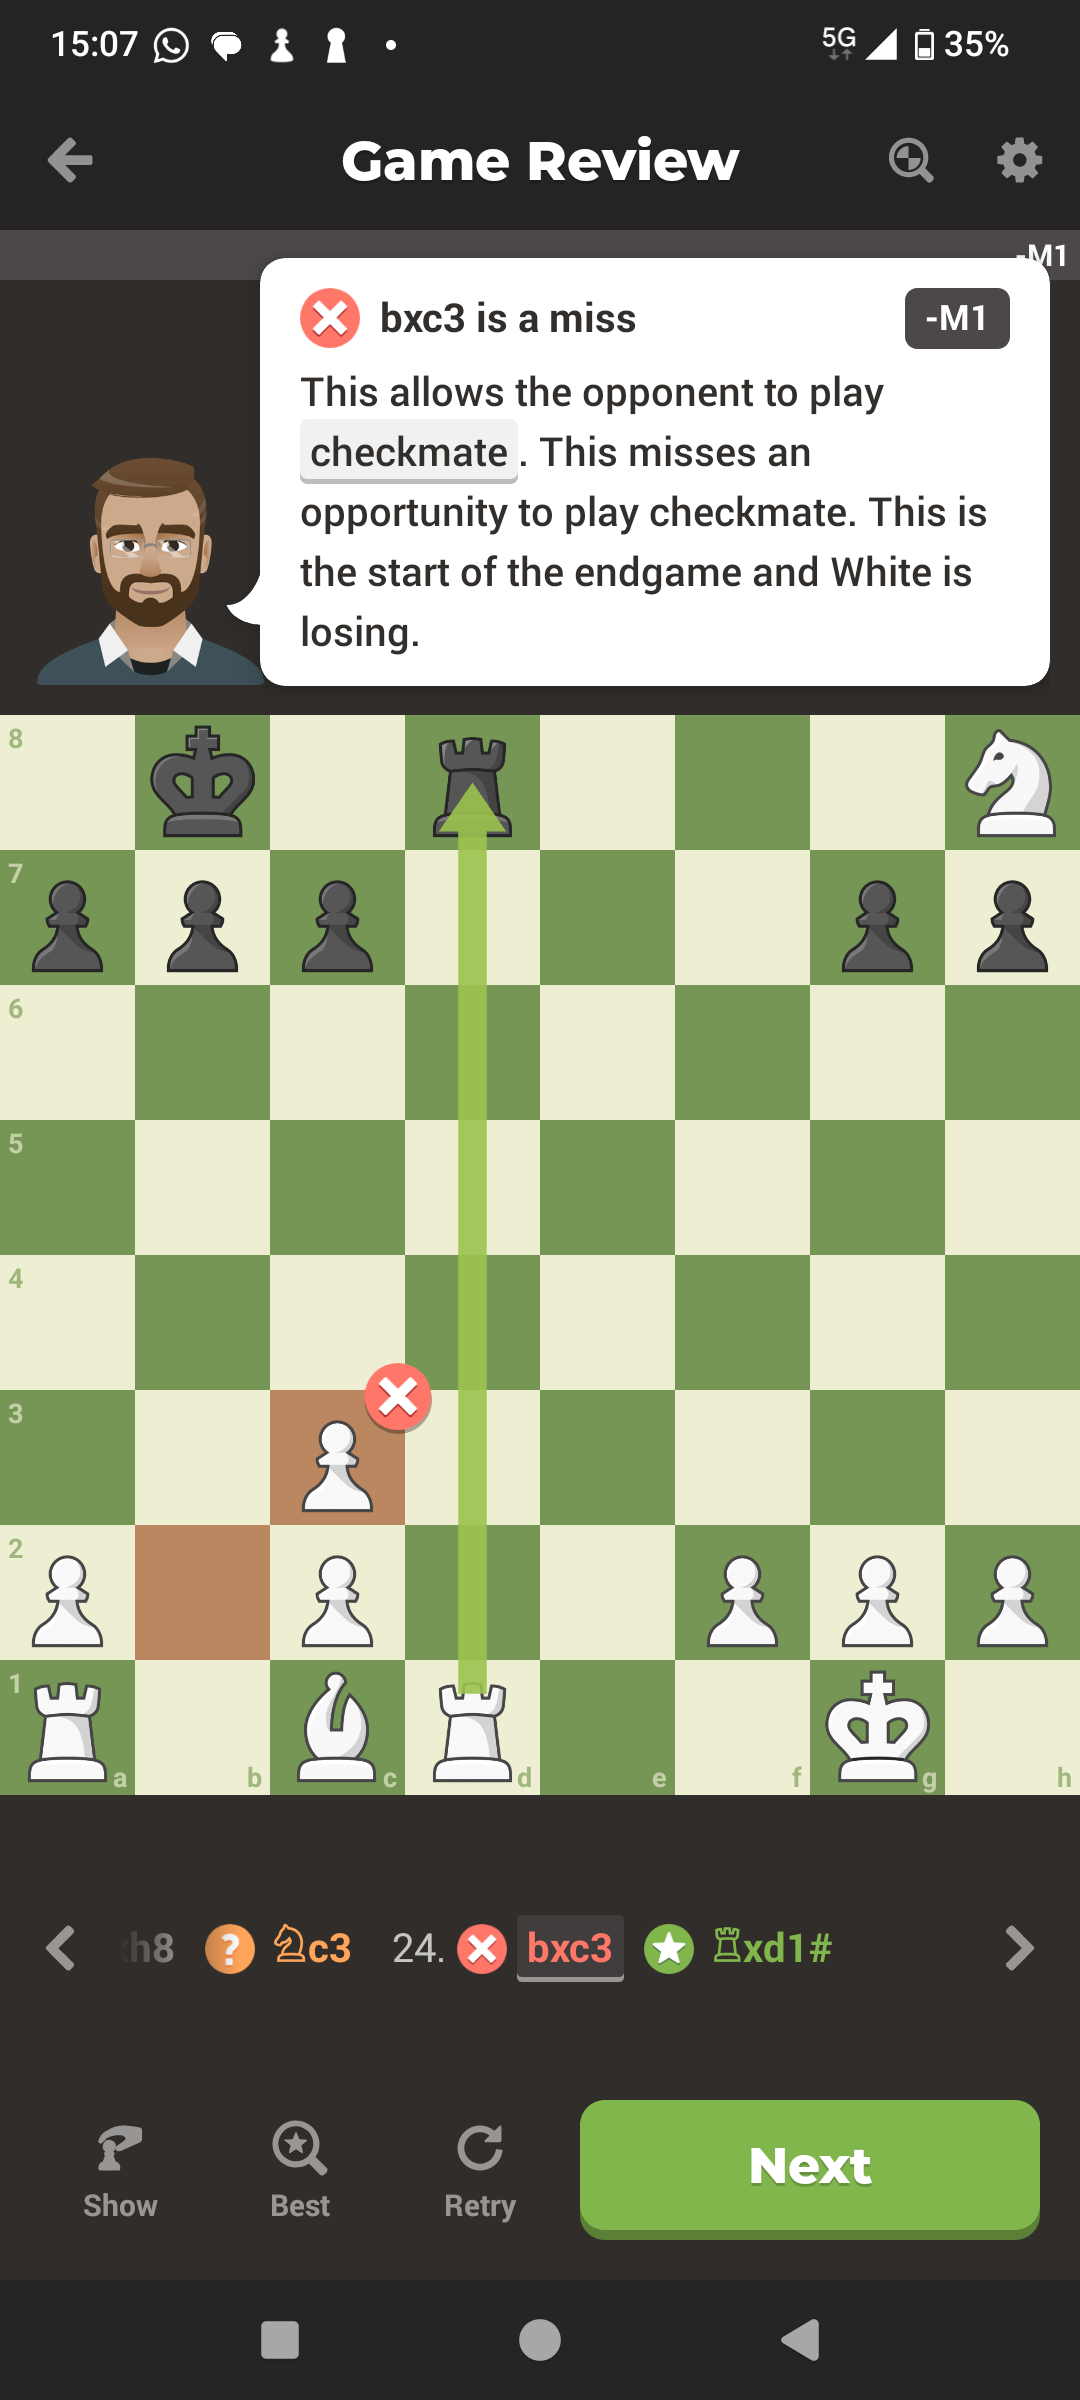 15:07
5G
35%
Game Review
-M1
bxc3 is a miss
-M1
This allows the opponent to play
checkmate. This misses an
opportunity to play checkmate. This is
the start of the endgame and White is
losing.
8
7
6
5
4
3
2
1
a b c d e f g h
h8 ? ♘c3 24. bxc3 ♖xd1#
Show
Best
Retry
Next